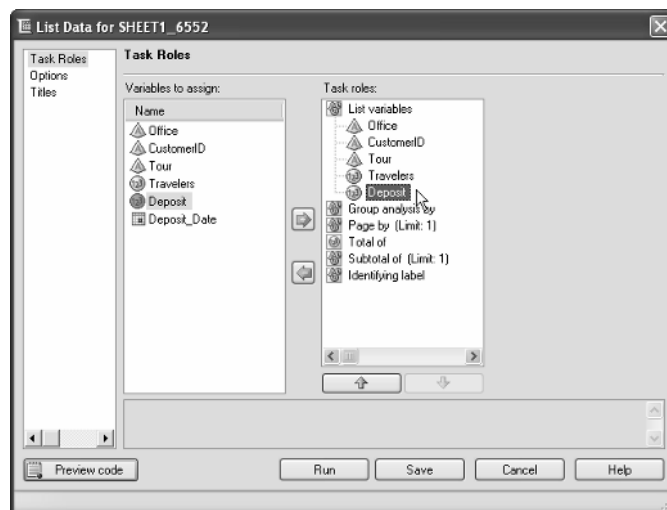 List Data for SHEET1_6552
Task Roles
Options
Titles
Task Roles
Variables to assign:
Name
Office
CustomerID
Tour
Travelers
Deposit
Deposit_Date
Task roles:
List variables
Office
CustomerID
Tour
Travelers
Deposit
Group analysis by
Page by (Limit: 1)
Total of
Subtotal of (Limit: 1)
Identifying label
Preview code
Run
Save
Cancel
Help